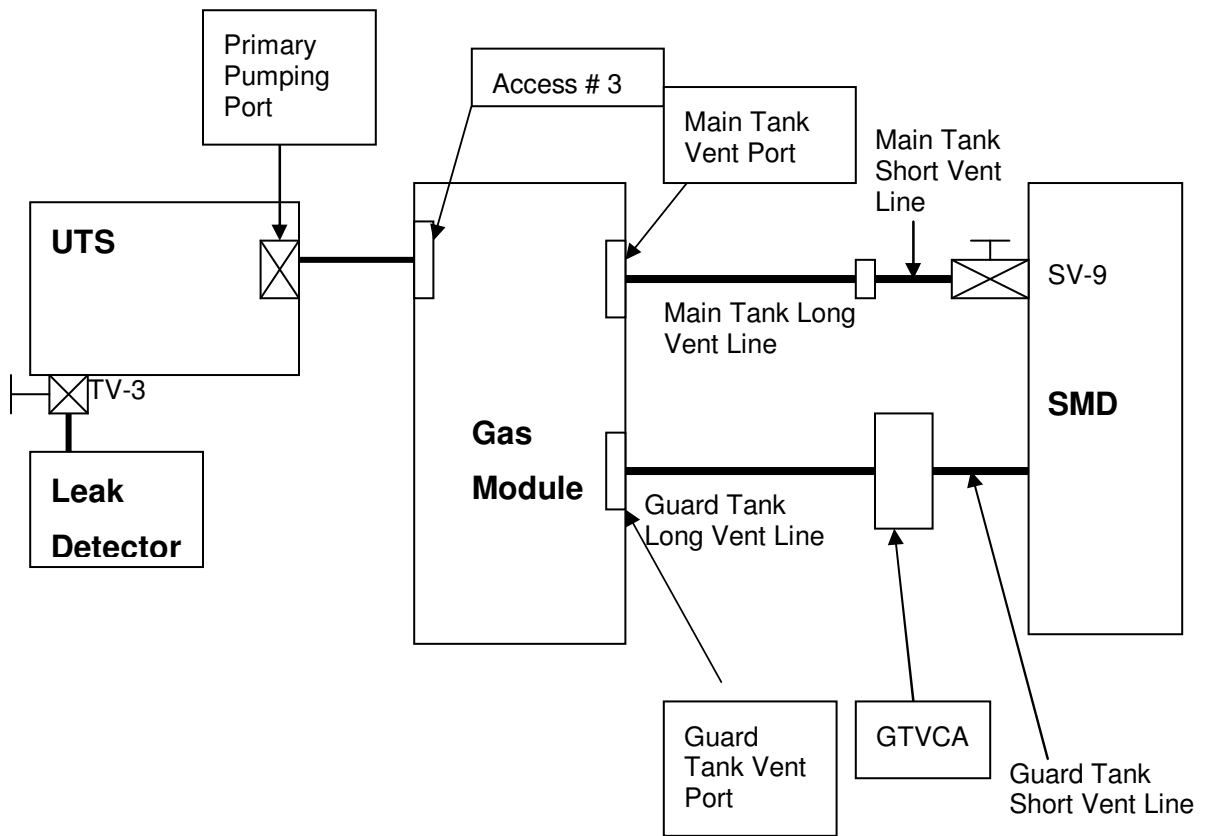 Primary
Pumping
Port
Access # 3
Main Tank
Vent Port
Main Tank
Short Vent
Line
UTS
SV-9
Main Tank Long
Vent Line
TV-3
SMD
Gas
Module
Leak
Detector
Guard Tank
Long Vent Line
Guard
Tank Vent
Port
GTVCA
Guard Tank
Short Vent Line